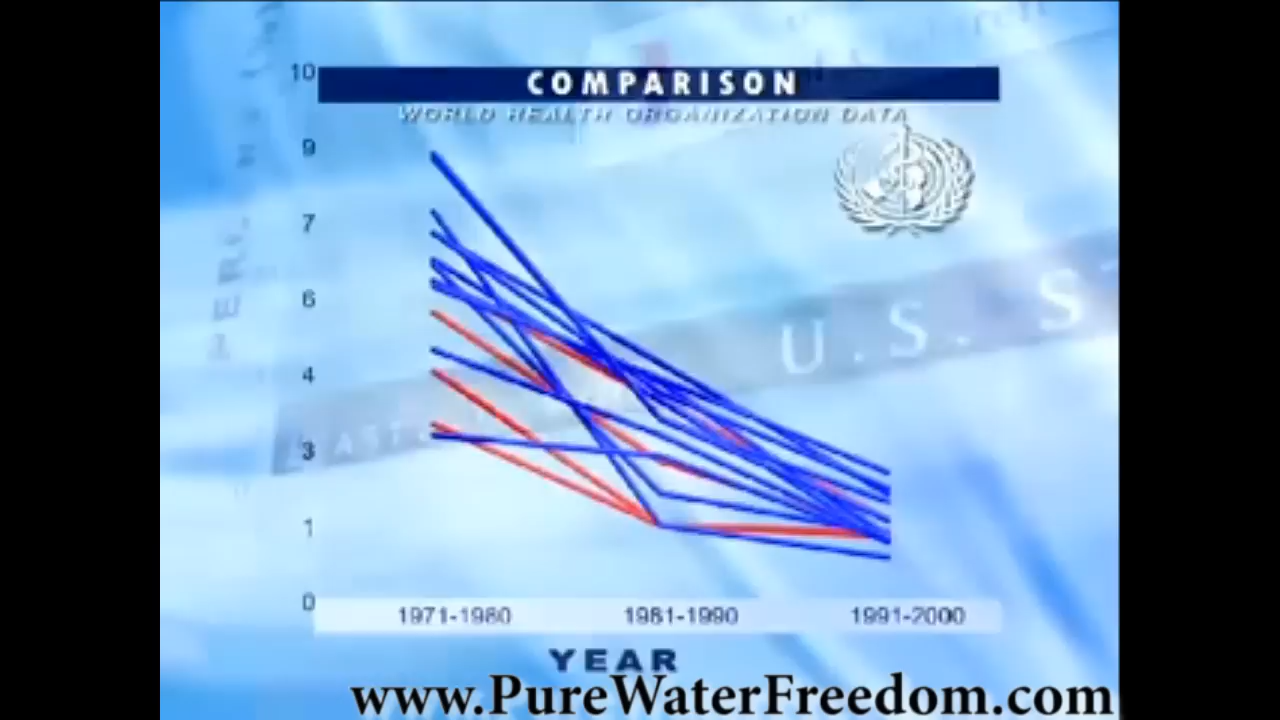 COMPARISON
WORLD HEALTH ORGANIZATION DATA
10
9
7
6
4
3
1
0
U.S. S
1971-1980 1981-1990 1991-2000
YEAR
www.PureWaterFreedom.com